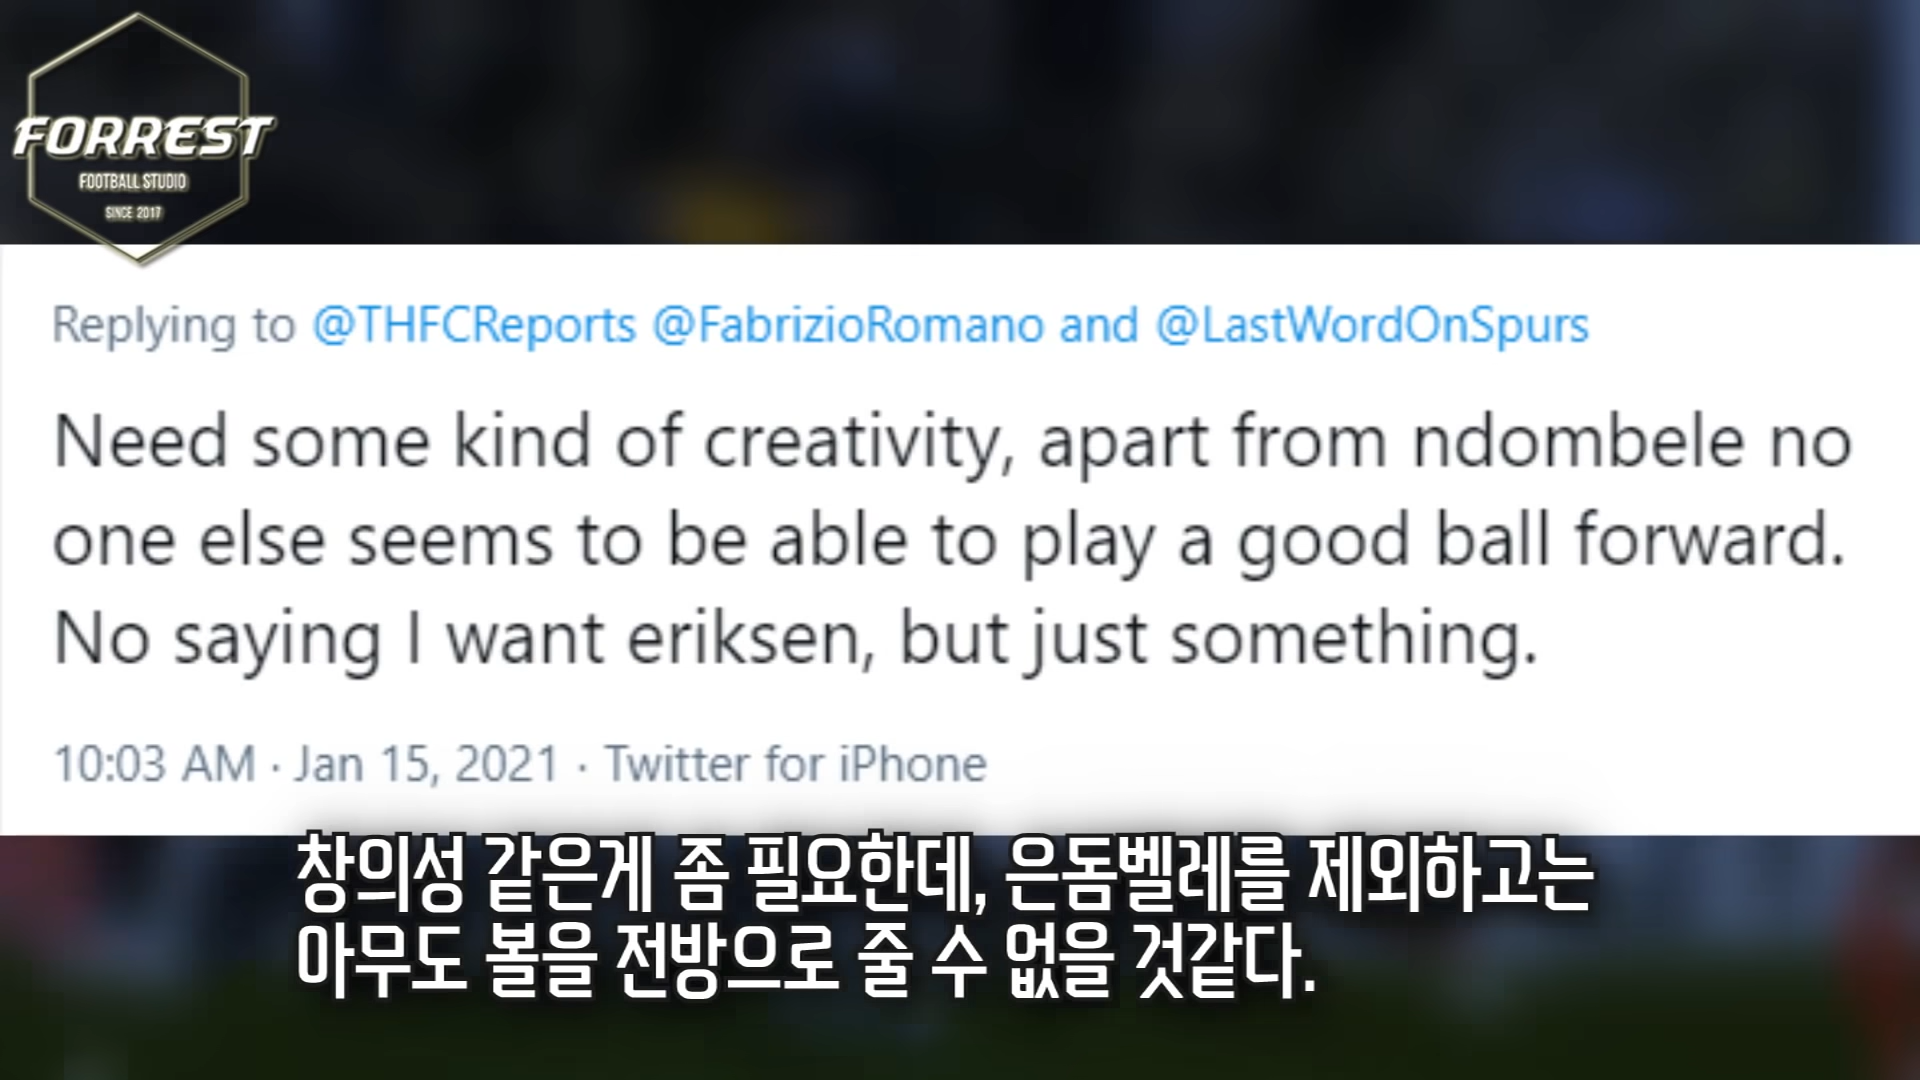 FORREST
FOOTBALL STUDIO
SINCE 2017
Replying to @THFCReports @FabrizioRomano and @LastWordOnSpurs
Need some kind of creativity, apart from ndombele no
one else seems to be able to play a good ball forward.
No saying I want eriksen, but just something.
10:03 AM · Jan 15, 2021 · Twitter for iPhone
창의성 같은게 좀 필요한데, 은돔벨레를 제외하고는
아무도 볼을 전방으로 줄 수 없을 것같다.